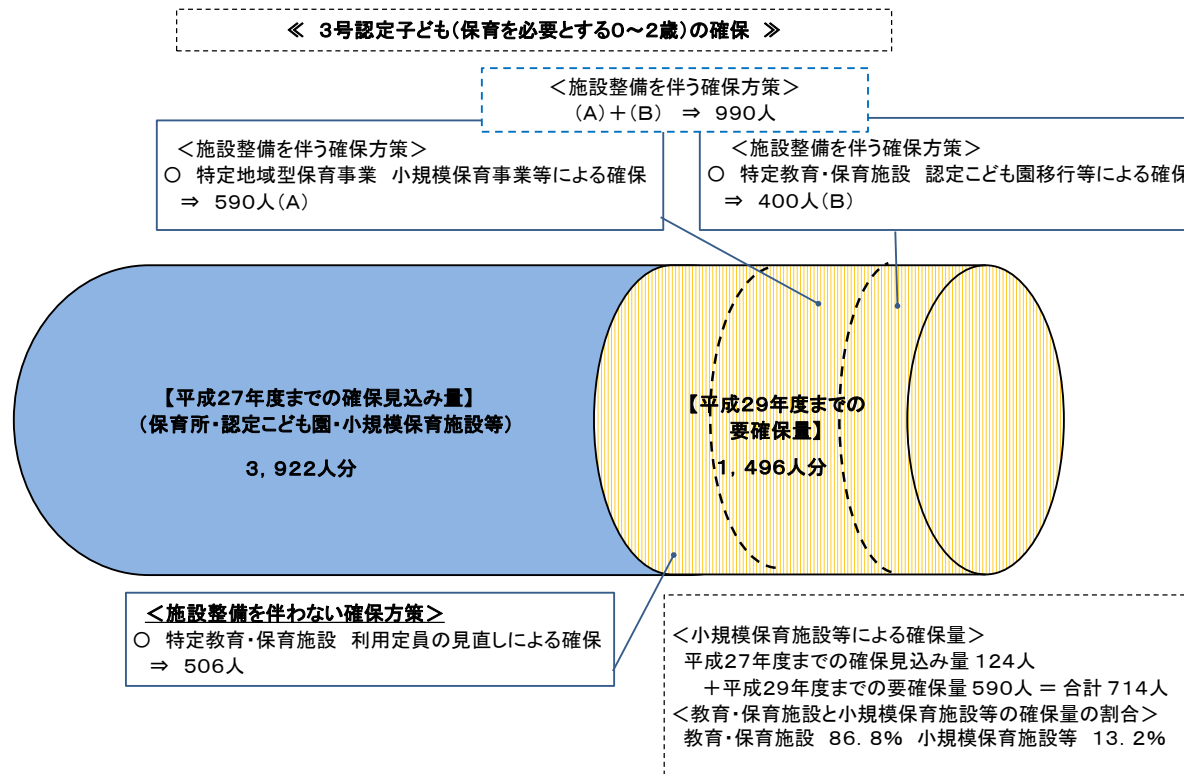 ≪ 3号認定子ども(保育を必要とする0～2歳)の確保 ≫
＜施設整備を伴う確保方策＞
(A)＋(B) ⇒ 990人
＜施設整備を伴う確保方策＞
○ 特定地域型保育事業 小規模保育事業等による確保
⇒ 590人(A)
＜施設整備を伴う確保方策＞
○ 特定教育・保育施設 認定こども園移行等による確保
⇒ 400人(B)
【平成27年度までの確保見込み量】
(保育所・認定こども園・小規模保育施設等)
3,922人分
【平成29年度までの
要確保量】
1,496人分
＜施設整備を伴わない確保方策＞
○ 特定教育・保育施設 利用定員の見直しによる確保
⇒ 506人
＜小規模保育施設等による確保量＞
平成27年度までの確保見込み量 124人
＋平成29年度までの要確保量 590人 ＝ 合計 714人
＜教育・保育施設と小規模保育施設等の確保量の割合＞
教育・保育施設 86.8% 小規模保育施設等 13.2%